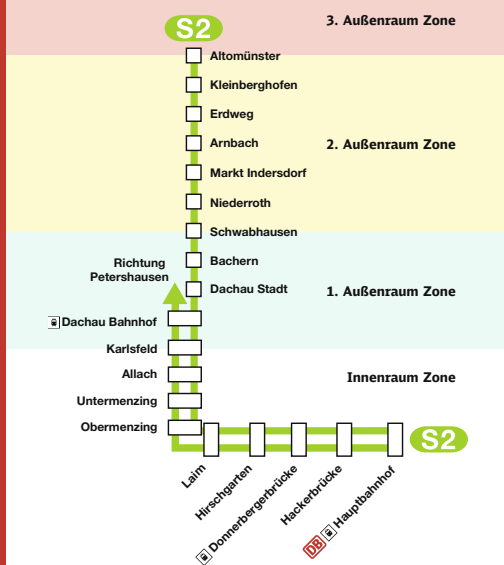 3. Außenraum Zone
S2
Altomünster
Kleinberghofen
Erdweg
Arnbach
2. Außenraum Zone
Markt Indersdorf
Niederroth
Schwabhausen
Richtung
Petershausen
Bachern
Dachau Stadt
1. Außenraum Zone
Dachau Bahnhof
Karlsfeld
Allach
Innenraum Zone
Untermenzing
Obermenzing
S2
Laim
Hirschgarten
Donnerbergerbrücke
Hackerbrücke
DB Hauptbahnhof